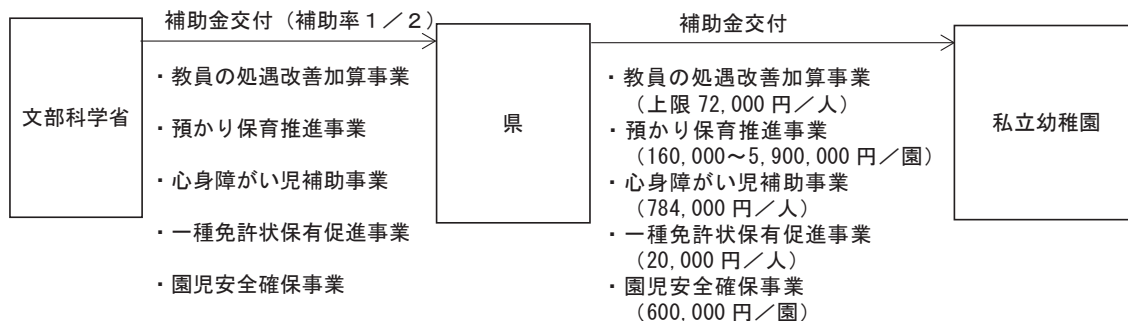 文部科学省
補助金交付（補助率１／２）
・教員の処遇改善加算事業
・預かり保育推進事業
・心身障がい児補助事業
・一種免許状保有促進事業
・園児安全確保事業
県
補助金交付
・教員の処遇改善加算事業
（上限 72,000 円／人）
・預かり保育推進事業
（160,000～5,900,000 円／園）
・心身障がい児補助事業
（784,000 円／人）
・一種免許状保有促進事業
（20,000 円／人）
・園児安全確保事業
（600,000 円／園）
私立幼稚園